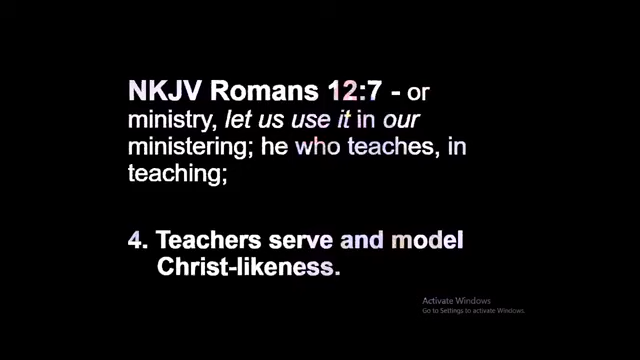 NKJV Romans 12:7 - or
ministry, let us use it in our
ministering; he who teaches, in
teaching;
4. Teachers serve and model
Christ-likeness.
Activate Windows
Go to Settings to activate Windows.